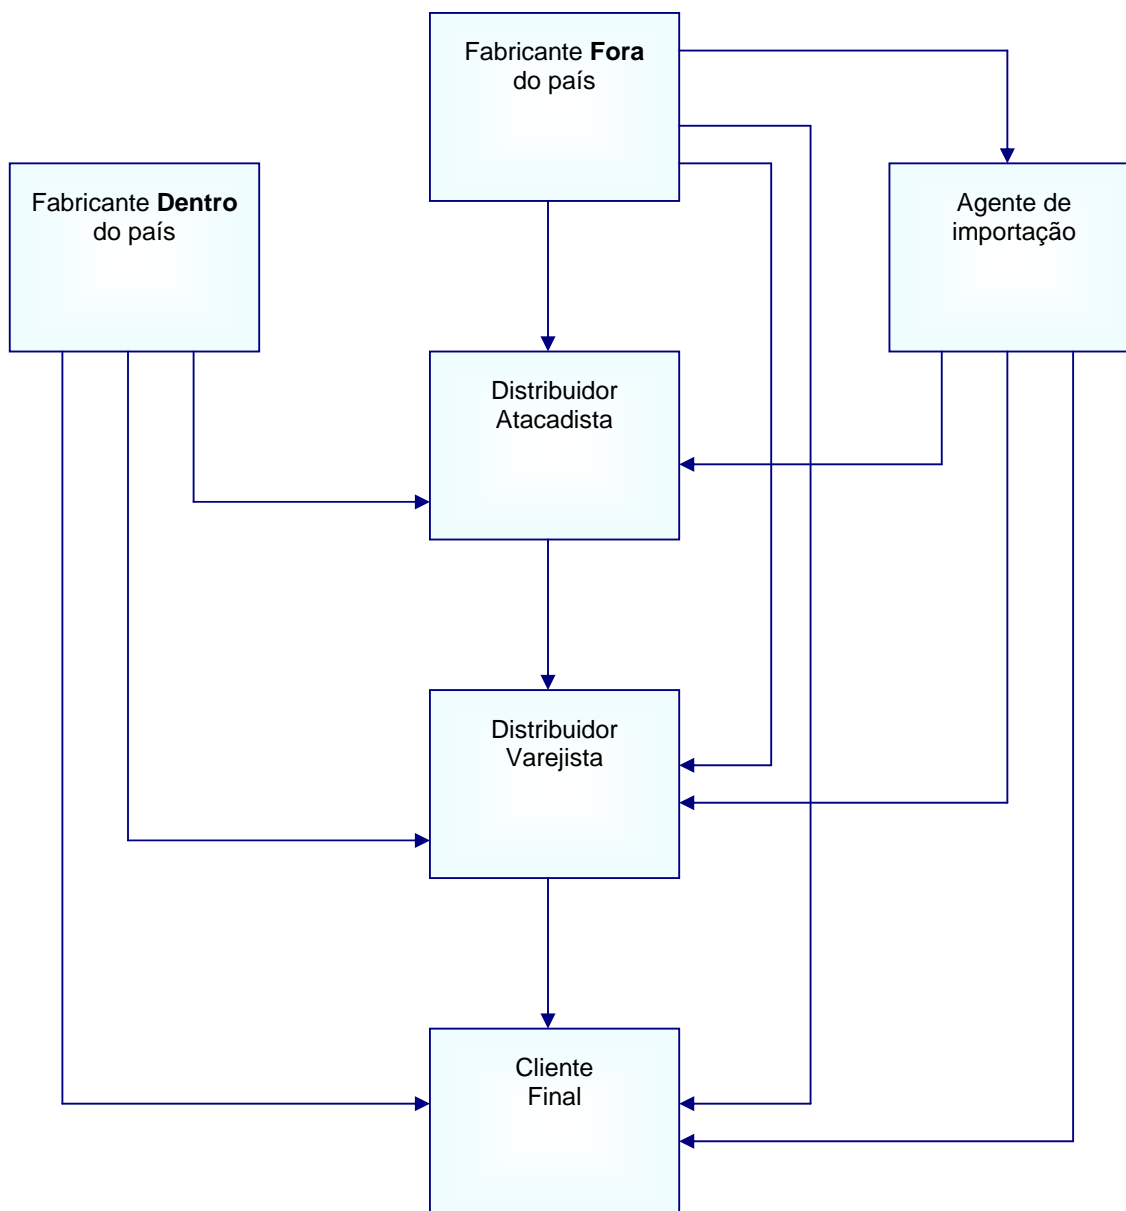 Fabricante Fora
do país
Fabricante Dentro
do país
Agente de
importação
Distribuidor
Atacadista
Distribuidor
Varejista
Cliente
Final